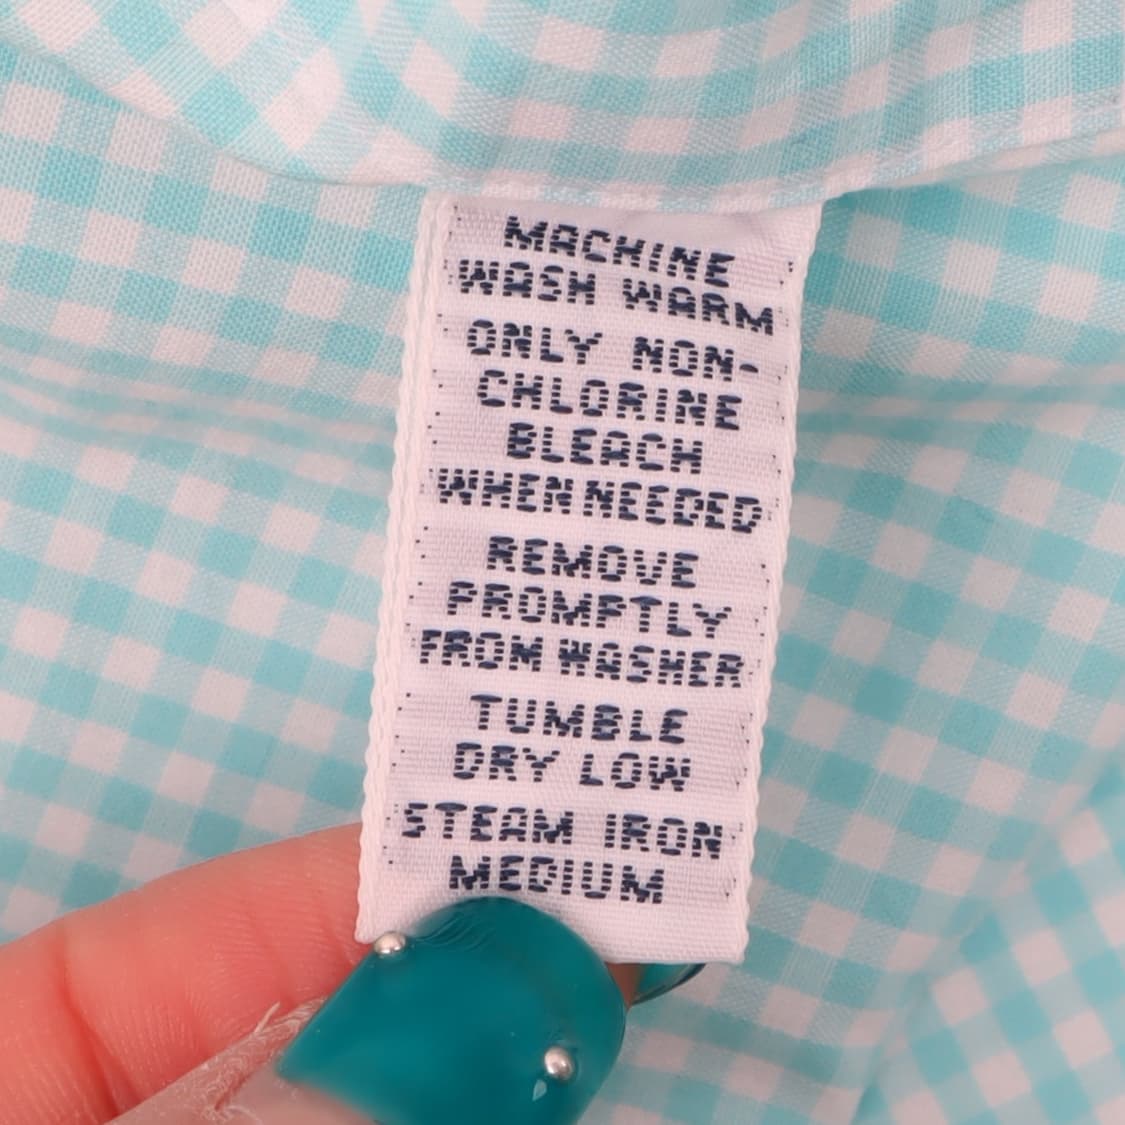 MACHINE
WASH WARM
ONLY NON-
CHLORINE
BLEACH
WHEN NEEDED
REMOVE
PROMPTLY
FROM WASHER
TUMBLE
DRY LOW
STEAM IRON
MEDIUM